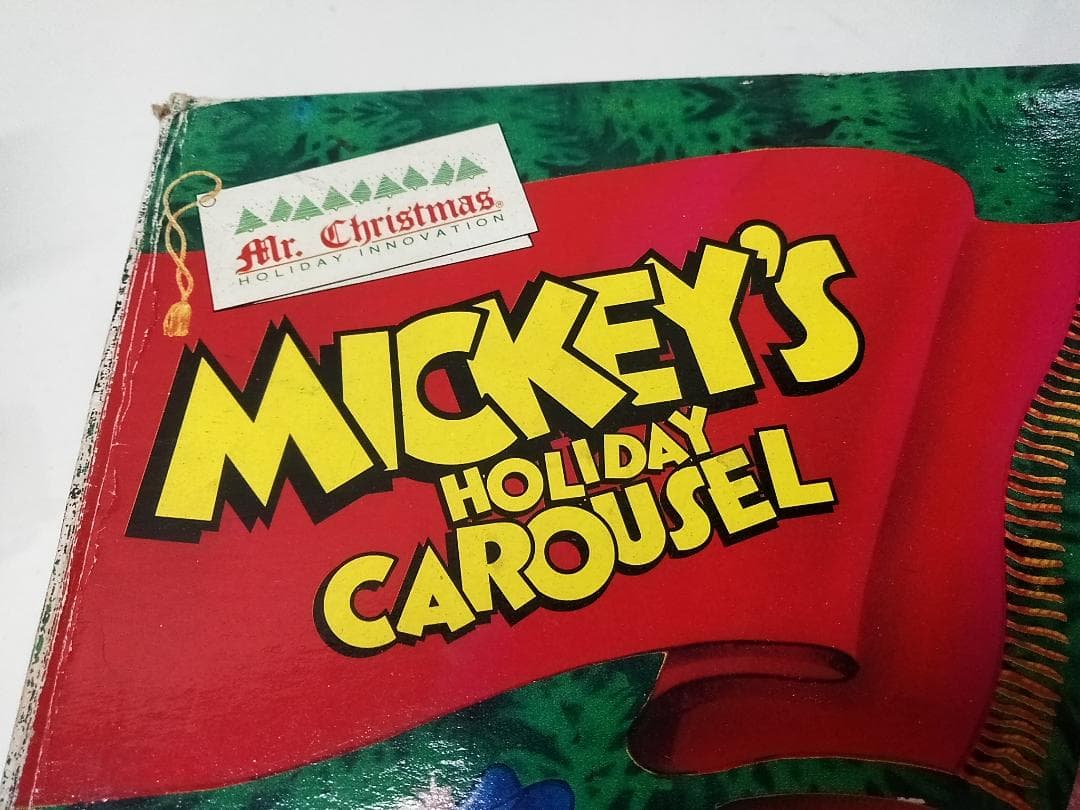 Mr. Christmas®
HOLIDAY INNOVATION
MICKEY'S
HOLIDAY
CAROUSEL